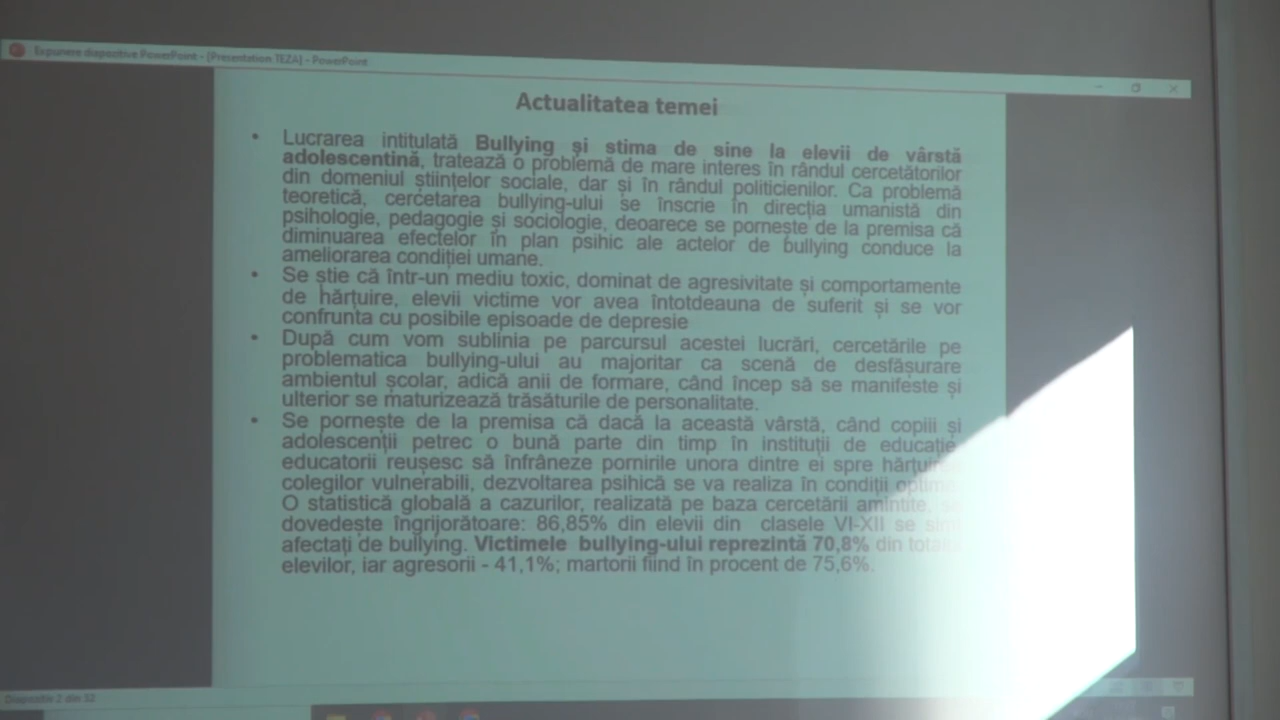 Expunere diapozitive PowerPoint - [Presentation TEZA] - PowerPoint
Actualitatea temei
• Lucrarea intitulată Bullying și stima de sine la elevii de vârstă
adolescentină, tratează o problemă de mare interes în rândul cercetătorilor
din domeniul științelor sociale, dar și în rândul politicienilor. Ca problemă
teoretică, cercetarea bullying-ului se înscrie în direcția umanistă din
psihologie, pedagogie și sociologie, deoarece se pornește de la premisa că
diminuarea efectelor în plan psihic ale actelor de bullying conduce la
ameliorarea condiției umane.
• Se știe că într-un mediu toxic, dominat de agresivitate și comportamente
de hărțuire, elevii victime vor avea întotdeauna de suferit și se vor
confrunta cu posibile episoade de depresie
• După cum vom sublinia pe parcursul acestei lucrări, cercetările pe
problematica bullying-ului au majoritar ca scenă de desfășurare
ambientul școlar, adică anii de formare, când încep să se manifeste și
ulterior se maturizează trăsăturile de personalitate.
• Se pornește de la premisa că dacă la această vârstă, când copiii și
adolescenții petrec o bună parte din timp în instituții de educație
educatorii reușesc să înfrâneze pornirile unora dintre ei spre
colegilor vulnerabili, dezvoltarea psihică se va realiza în condiții
O statistică globală a cazurilor, realizată pe baza cercetării amintite,
dovedește îngrijorătoare: 86,85% din elevii din clasele VI-XII se
afectați de bullying. Victimele bullying-ului reprezintă 70,8% din
elevilor, iar agresorii - 41,1%; martorii fiind în procent de 75,6%.
Diapozitiv 2 din 32